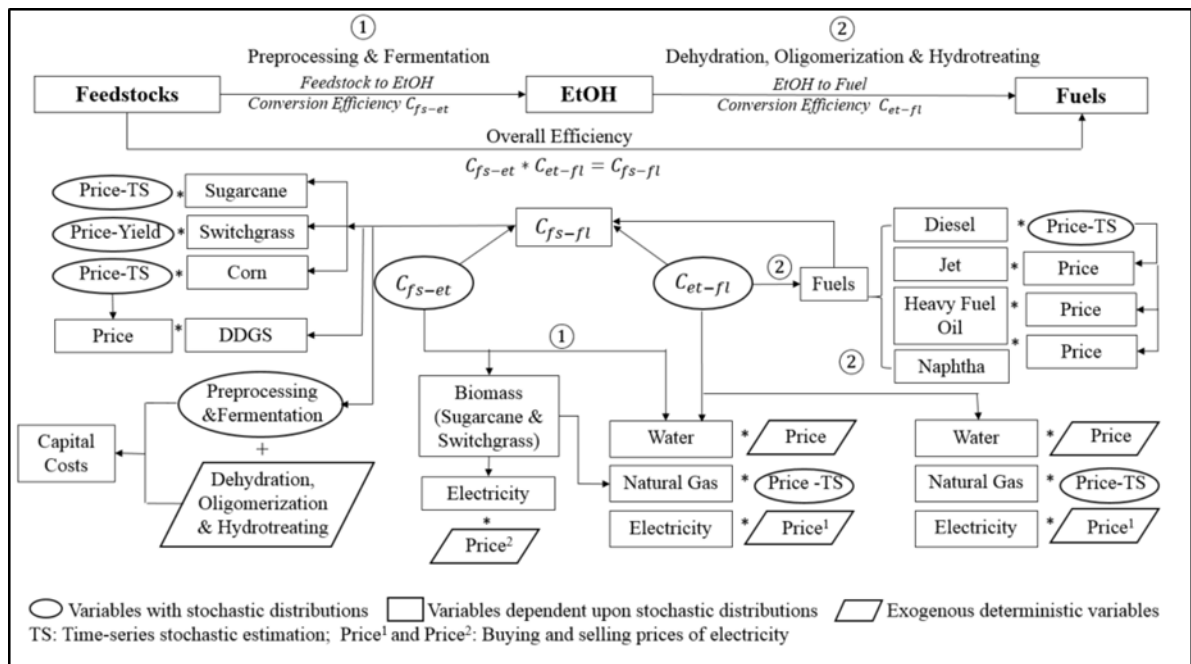 ① ②
Preprocessing & Fermentation Dehydration, Oligomerization & Hydrotreating
Feedstocks Feedstock to EtOH EtOH EtOH to Fuel Fuels
Conversion Efficiency C_{fs-et} Conversion Efficiency C_{et-fl}
Overall Efficiency
C_{fs-et} * C_{et-fl} = C_{fs-fl}
Price-TS * Sugarcane
Price-Yield * Switchgrass
Price-TS * Corn
Price * DDGS
C_{fs-fl}
C_{fs-et}
C_{et-fl}
② Fuels
Diesel * Price-TS
Jet * Price
Heavy Fuel
Oil * Price
Naphtha * Price
①
②
Preprocessing
&Fermentation
+
Dehydration,
Oligomerization
& Hydrotreating
Capital
Costs
Biomass
(Sugarcane &
Switchgrass)
Electricity
*
Price²
Water * Price
Natural Gas * Price -TS
Electricity * Price¹
Water * Price
Natural Gas * Price-TS
Electricity * Price¹
Variables with stochastic distributions Variables dependent upon stochastic distributions Exogenous deterministic variables
TS: Time-series stochastic estimation; Price¹ and Price²: Buying and selling prices of electricity